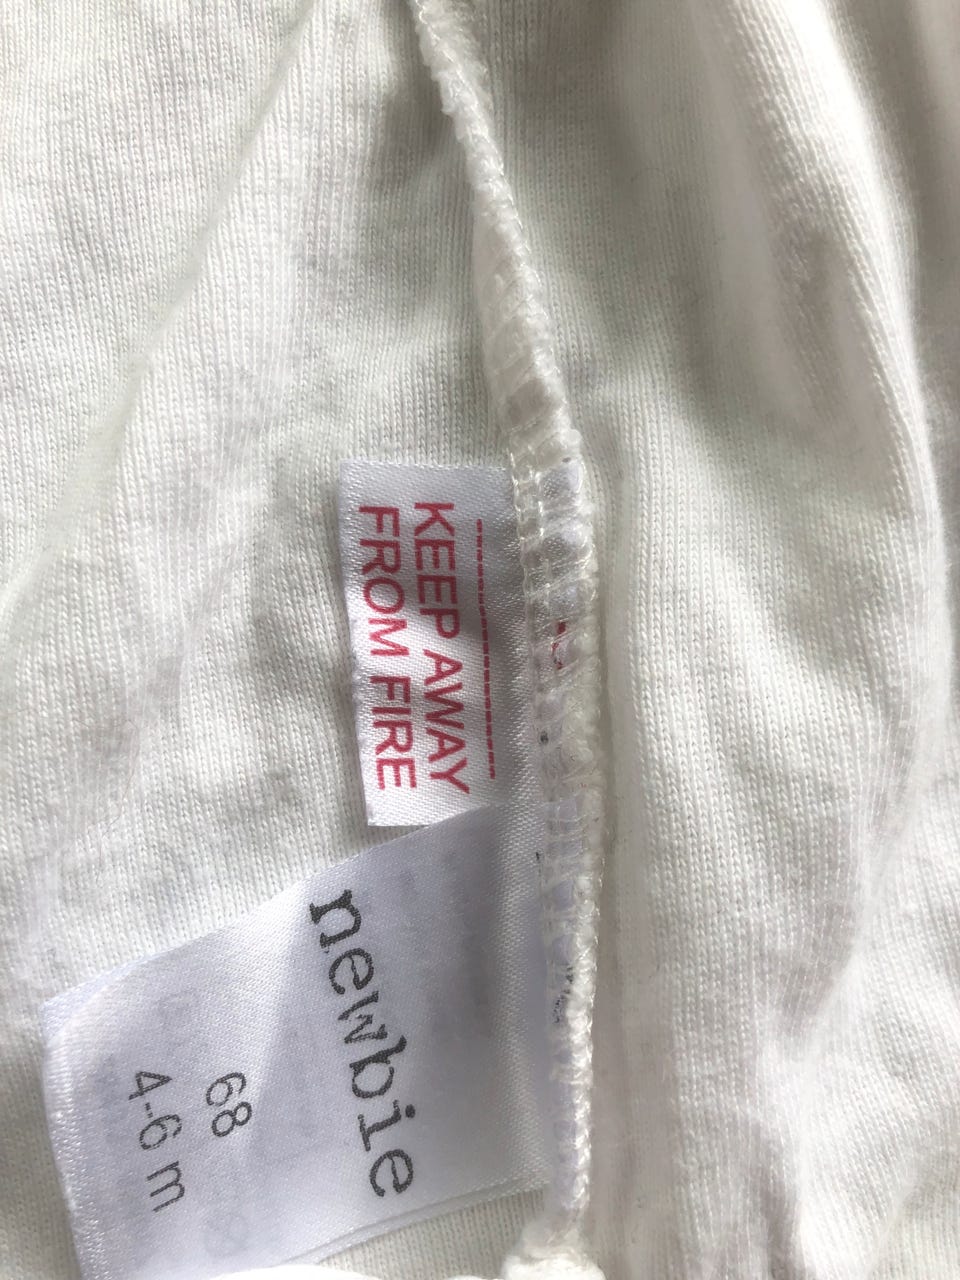 KEEP AWAY
FROM FIRE
newbie
68
4-6 m